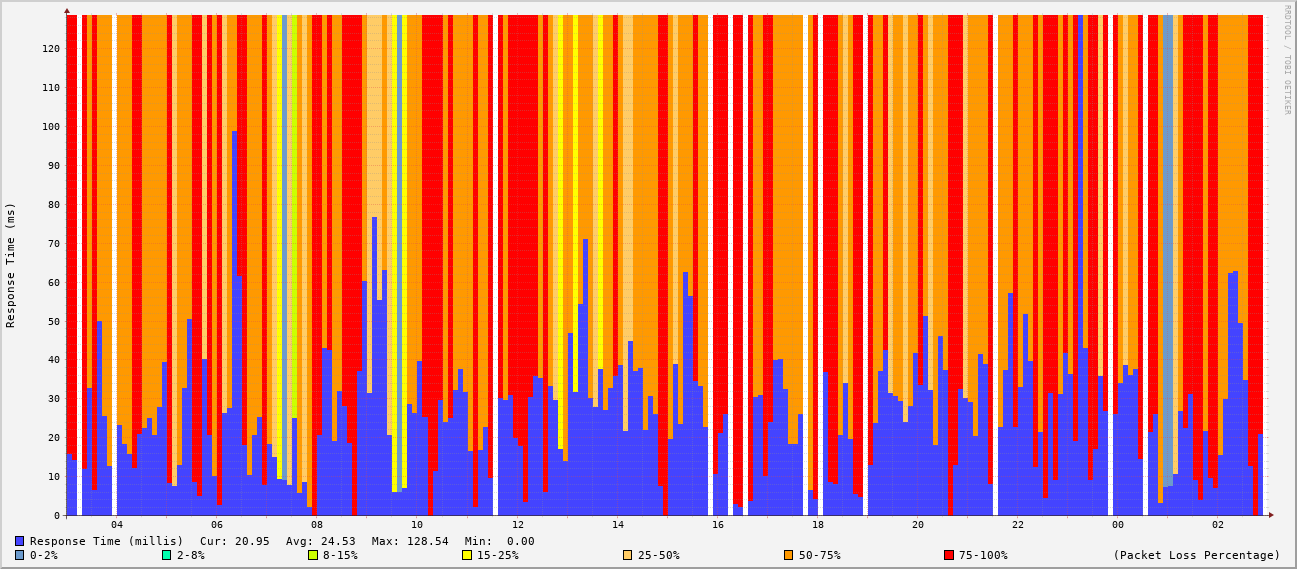 RRDTOOL / TOBI OETIKER
Response Time (ms)
120
110
100
90
80
70
60
50
40
30
20
10
0
04 06 08 10 12 14 16 18 20 22 00 02
Response Time (millis) Cur: 20.95 Avg: 24.53 Max: 128.54 Min: 0.00
0-2% 2-8% 8-15% 15-25% 25-50% 50-75% 75-100% (Packet Loss Percentage)